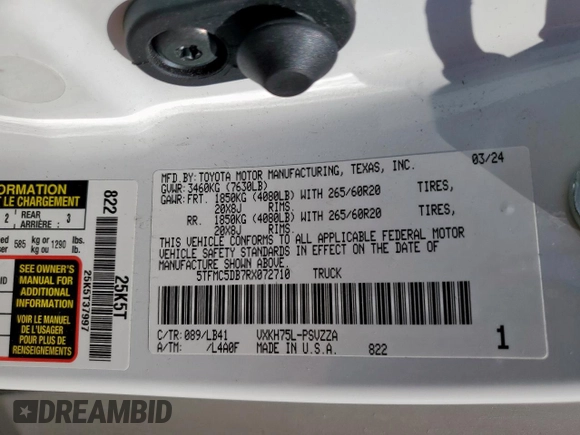 MFD.BY:TOYOTA MOTOR MANUFACTURING, TEXAS, INC. 03/24
GVWR: 3460KG (7630LB)
GAWR: FRT. 1850KG (4080LB) WITH 265/60R20 TIRES,
20X8J RIMS.
RR. 1850KG (4080LB) WITH 265/60R20 TIRES,
20X8J RIMS.
THIS VEHICLE CONFORMS TO ALL APPLICABLE FEDERAL MOTOR
VEHICLE SAFETY STANDARDS IN EFFECT ON THE DATE OF
MANUFACTURE SHOWN ABOVE.
5TFMC5DB7RX072710 TRUCK
C/TR: 089/LB41 VXKH75L-PSVZZA
A/TM: /L4A0F MADE IN U.S.A. 822 1
LE CHARGEMENT
2 REAR ARRIÈRE : 3
585 kg or kg ou 1290 lbs. lb.
SEE OWNER'S
MANUAL FOR
ADDITIONAL
INFORMATION
VOIR LE MANUEL
DE L'USAGER
POUR PLUS DE
RENSEIGNEMENTS
822
25K5T
25K5T37997
DREAMBID